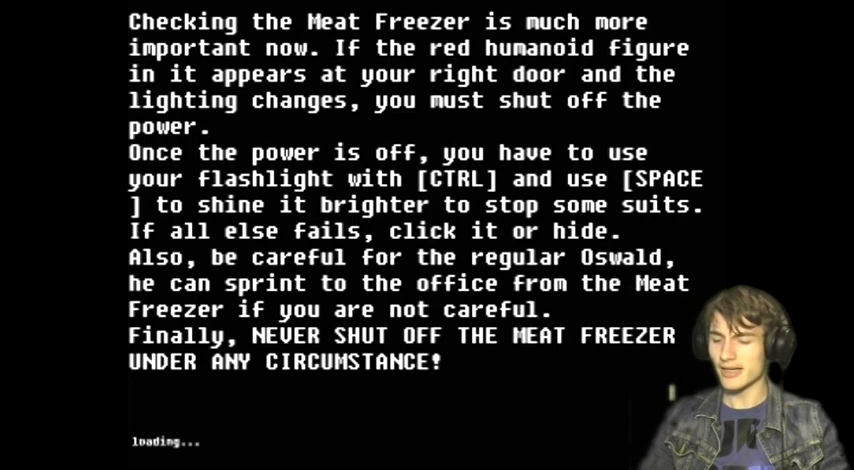 Checking the Meat Freezer is much more
important now. If the red humanoid figure
in it appears at your right door and the
lighting changes, you must shut off the
power.
Once the power is off, you have to use
your flashlight with [CTRL] and use [SPACE
] to shine it brighter to stop some suits.
If all else fails, click it or hide.
Also, be careful for the regular Oswald,
he can sprint to the office from the Meat
Freezer if you are not careful.
Finally, NEVER SHUT OFF THE MEAT FREEZER
UNDER ANY CIRCUMSTANCE!
loading...